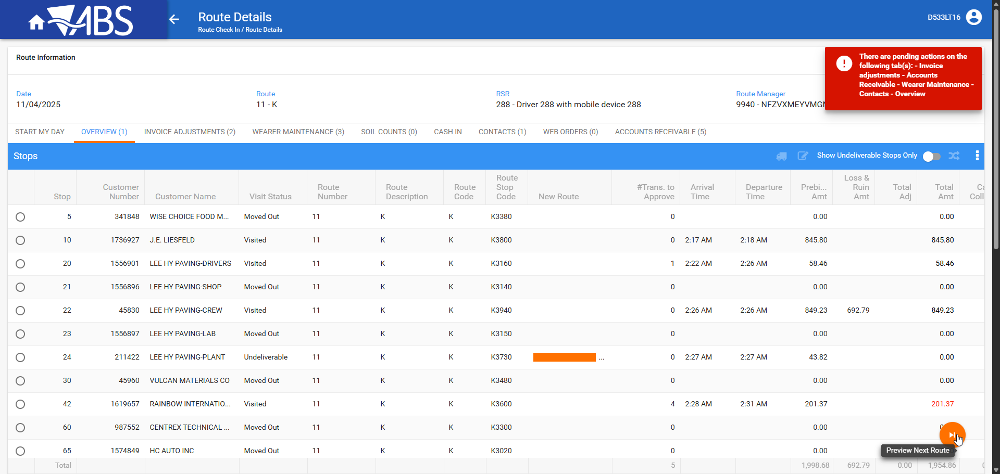 ABS
Route Details
Route Check In / Route Details
D533LT16
Route Information
There are pending actions on the
following tab(s): - Invoice
adjustments - Accounts
Receivable - Wearer Maintenance -
Contacts - Overview
Date
11/04/2025
Route
11 - K
RSR
288 - Driver 288 with mobile device 288
Route Manager
9940 - NFZVXMEYVMG
START MY DAY
OVERVIEW (1)
INVOICE ADJUSTMENTS (2)
WEARER MAINTENANCE (3)
SOIL COUNTS (0)
CASH IN
CONTACTS (1)
WEB ORDERS (0)
ACCOUNTS RECEIVABLE (5)
Stops
Show Undeliverable Stops Only
Stop
Customer
Number
Customer Name
Visit Status
Route
Number
Route
Description
Route
Code
Route
Stop
Code
New Route
#Trans. to
Approve
Arrival
Time
Departure
Time
Prebi...
Amt
Loss &
Ruin
Amt
Total
Adj
Total
Amt
Ca
Coll
5 341848 WISE CHOICE FOOD M... Moved Out 11 K K K3380 0 0.00 0.00
10 1736927 J.E. LIESFELD Visited 11 K K K3800 0 2:17 AM 2:18 AM 845.80 845.80
20 1556901 LEE HY PAVING-DRIVERS Visited 11 K K K3160 1 2:22 AM 2:26 AM 58.46 58.46
21 1556896 LEE HY PAVING-SHOP Moved Out 11 K K K3140 0 0.00 0.00
22 45830 LEE HY PAVING-CREW Visited 11 K K K3940 0 2:26 AM 2:26 AM 849.23 692.79 849.23
23 1556897 LEE HY PAVING-LAB Moved Out 11 K K K3150 0 0.00 0.00
24 211422 LEE HY PAVING-PLANT Undeliverable 11 K K K3730 ... 0 2:27 AM 2:27 AM 43.82 0.00
30 45960 VULCAN MATERIALS CO Moved Out 11 K K K3480 0 0.00 0.00
42 1619657 RAINBOW INTERNATIO... Visited 11 K K K3600 4 2:28 AM 2:31 AM 201.37 201.37
60 987552 CENTREX TECHNICAL ... Moved Out 11 K K K3300 0 0.00
65 1574849 HC AUTO INC Moved Out 11 K K K3020 0 0.00
Preview Next Route
Total 5 1,998.68 692.79 0.00 1,954.86